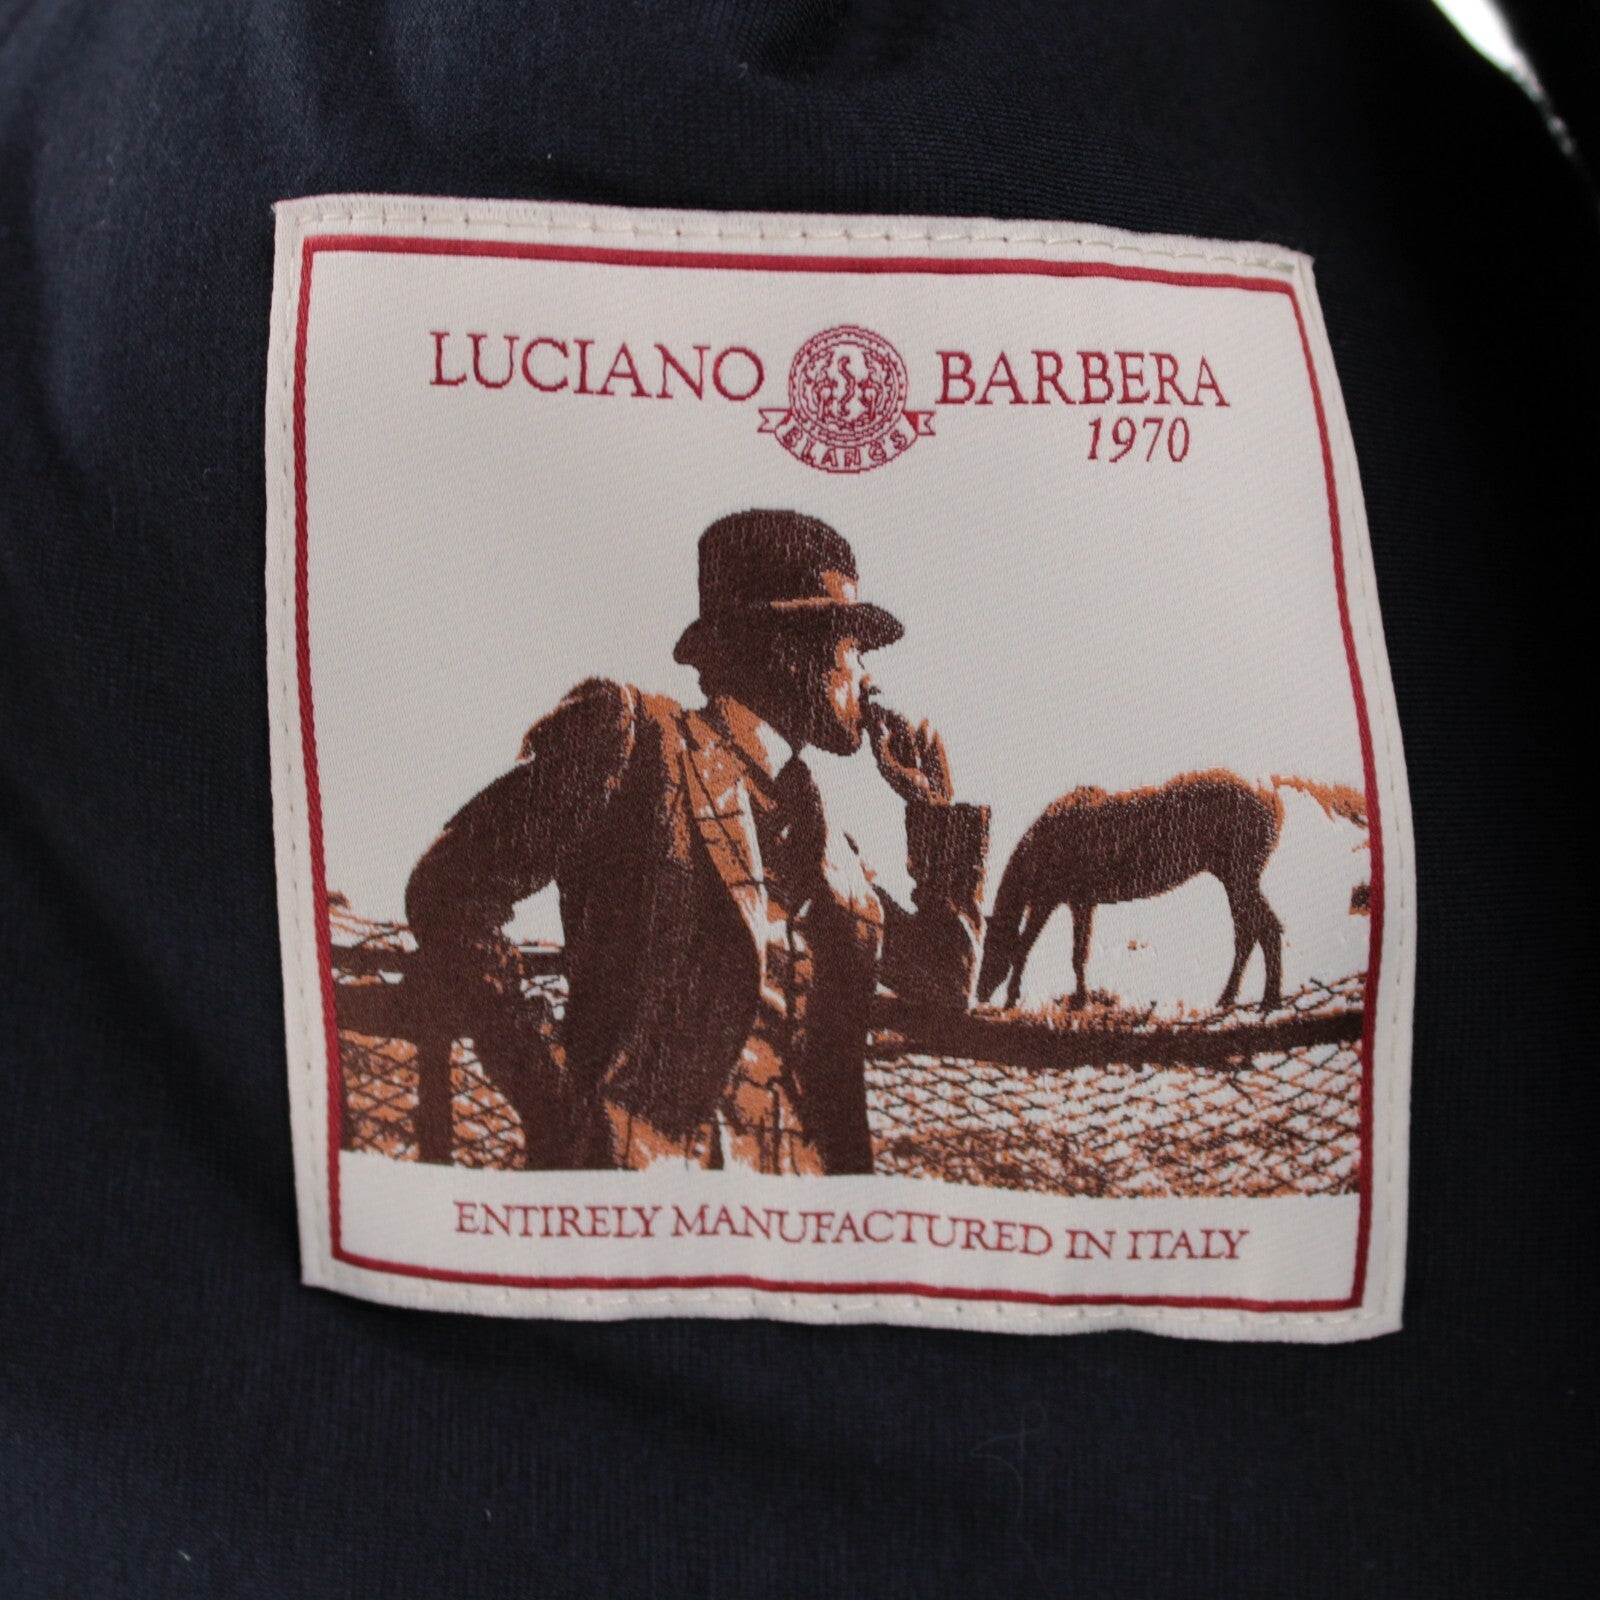 LUCIANO BARBERA
1970
ENTIRELY MANUFACTURED IN ITALY